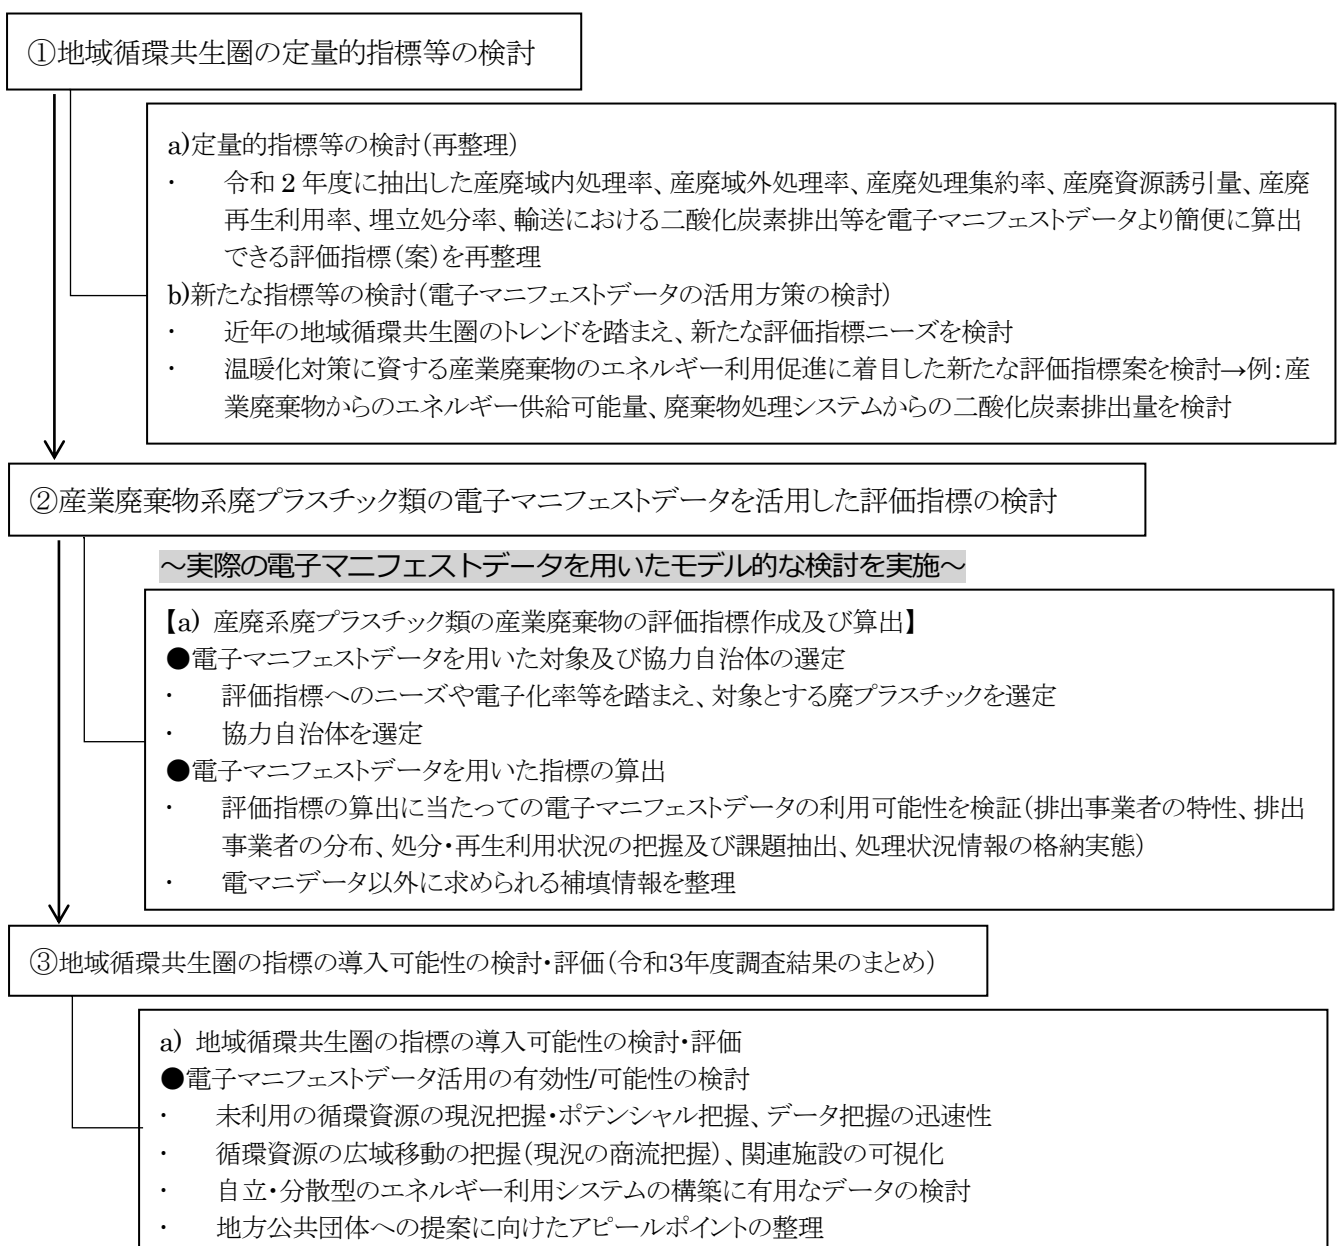 ①地域循環共生圏の定量的指標等の検討
a)定量的指標等の検討(再整理)
・ 令和 2 年度に抽出した産廃域内処理率、産廃域外処理率、産廃処理集約率、産廃資源誘引量、産廃
再生利用率、埋立処分率、輸送における二酸化炭素排出等を電子マニフェストデータより簡便に算出
できる評価指標(案)を再整理
b)新たな指標等の検討(電子マニフェストデータの活用方策の検討)
・ 近年の地域循環共生圏のトレンドを踏まえ、新たな評価指標ニーズを検討
・ 温暖化対策に資する産業廃棄物のエネルギー利用促進に着目した新たな評価指標案を検討→例:産
業廃棄物からのエネルギー供給可能量、廃棄物処理システムからの二酸化炭素排出量を検討
②産業廃棄物系廃プラスチック類の電子マニフェストデータを活用した評価指標の検討
～実際の電子マニフェストデータを用いたモデル的な検討を実施～
【a) 産廃系廃プラスチック類の産業廃棄物の評価指標作成及び算出】
●電子マニフェストデータを用いた対象及び協力自治体の選定
・ 評価指標へのニーズや電子化率等を踏まえ、対象とする廃プラスチックを選定
・ 協力自治体を選定
●電子マニフェストデータを用いた指標の算出
・ 評価指標の算出に当たっての電子マニフェストデータの利用可能性を検証(排出事業者の特性、排出
事業者の分布、処分・再生利用状況の把握及び課題抽出、処理状況情報の格納実態)
・ 電マニデータ以外に求められる補填情報を整理
③地域循環共生圏の指標の導入可能性の検討・評価(令和3年度調査結果のまとめ)
a) 地域循環共生圏の指標の導入可能性の検討・評価
●電子マニフェストデータ活用の有効性/可能性の検討
・ 未利用の循環資源の現況把握・ポテンシャル把握、データ把握の迅速性
・ 循環資源の広域移動の把握(現況の商流把握)、関連施設の可視化
・ 自立・分散型のエネルギー利用システムの構築に有用なデータの検討
・ 地方公共団体への提案に向けたアピールポイントの整理